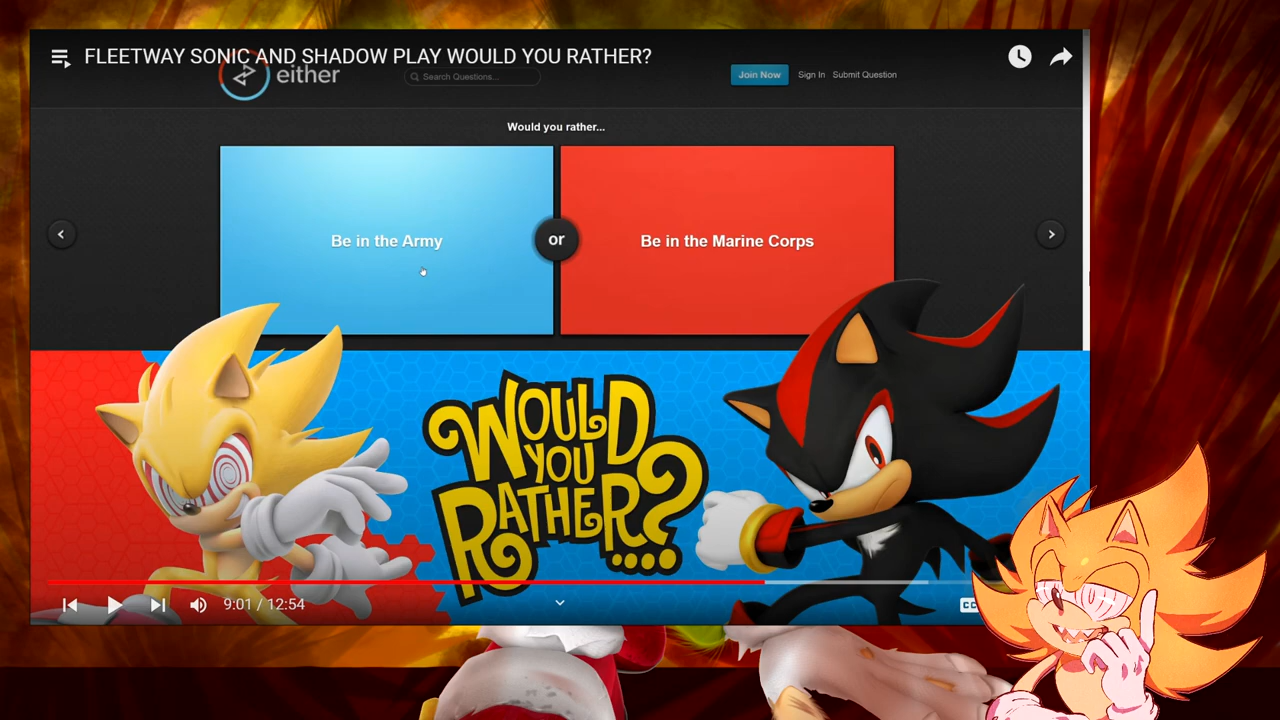 FLEETWAY SONIC AND SHADOW PLAY WOULD YOU RATHER?
either
Search Questions...
Join Now
Sign In
Submit Question
Would you rather...
Be in the Army
or
Be in the Marine Corps
WOULD
YOU
RATHER?....
9:01 / 12:54
CC